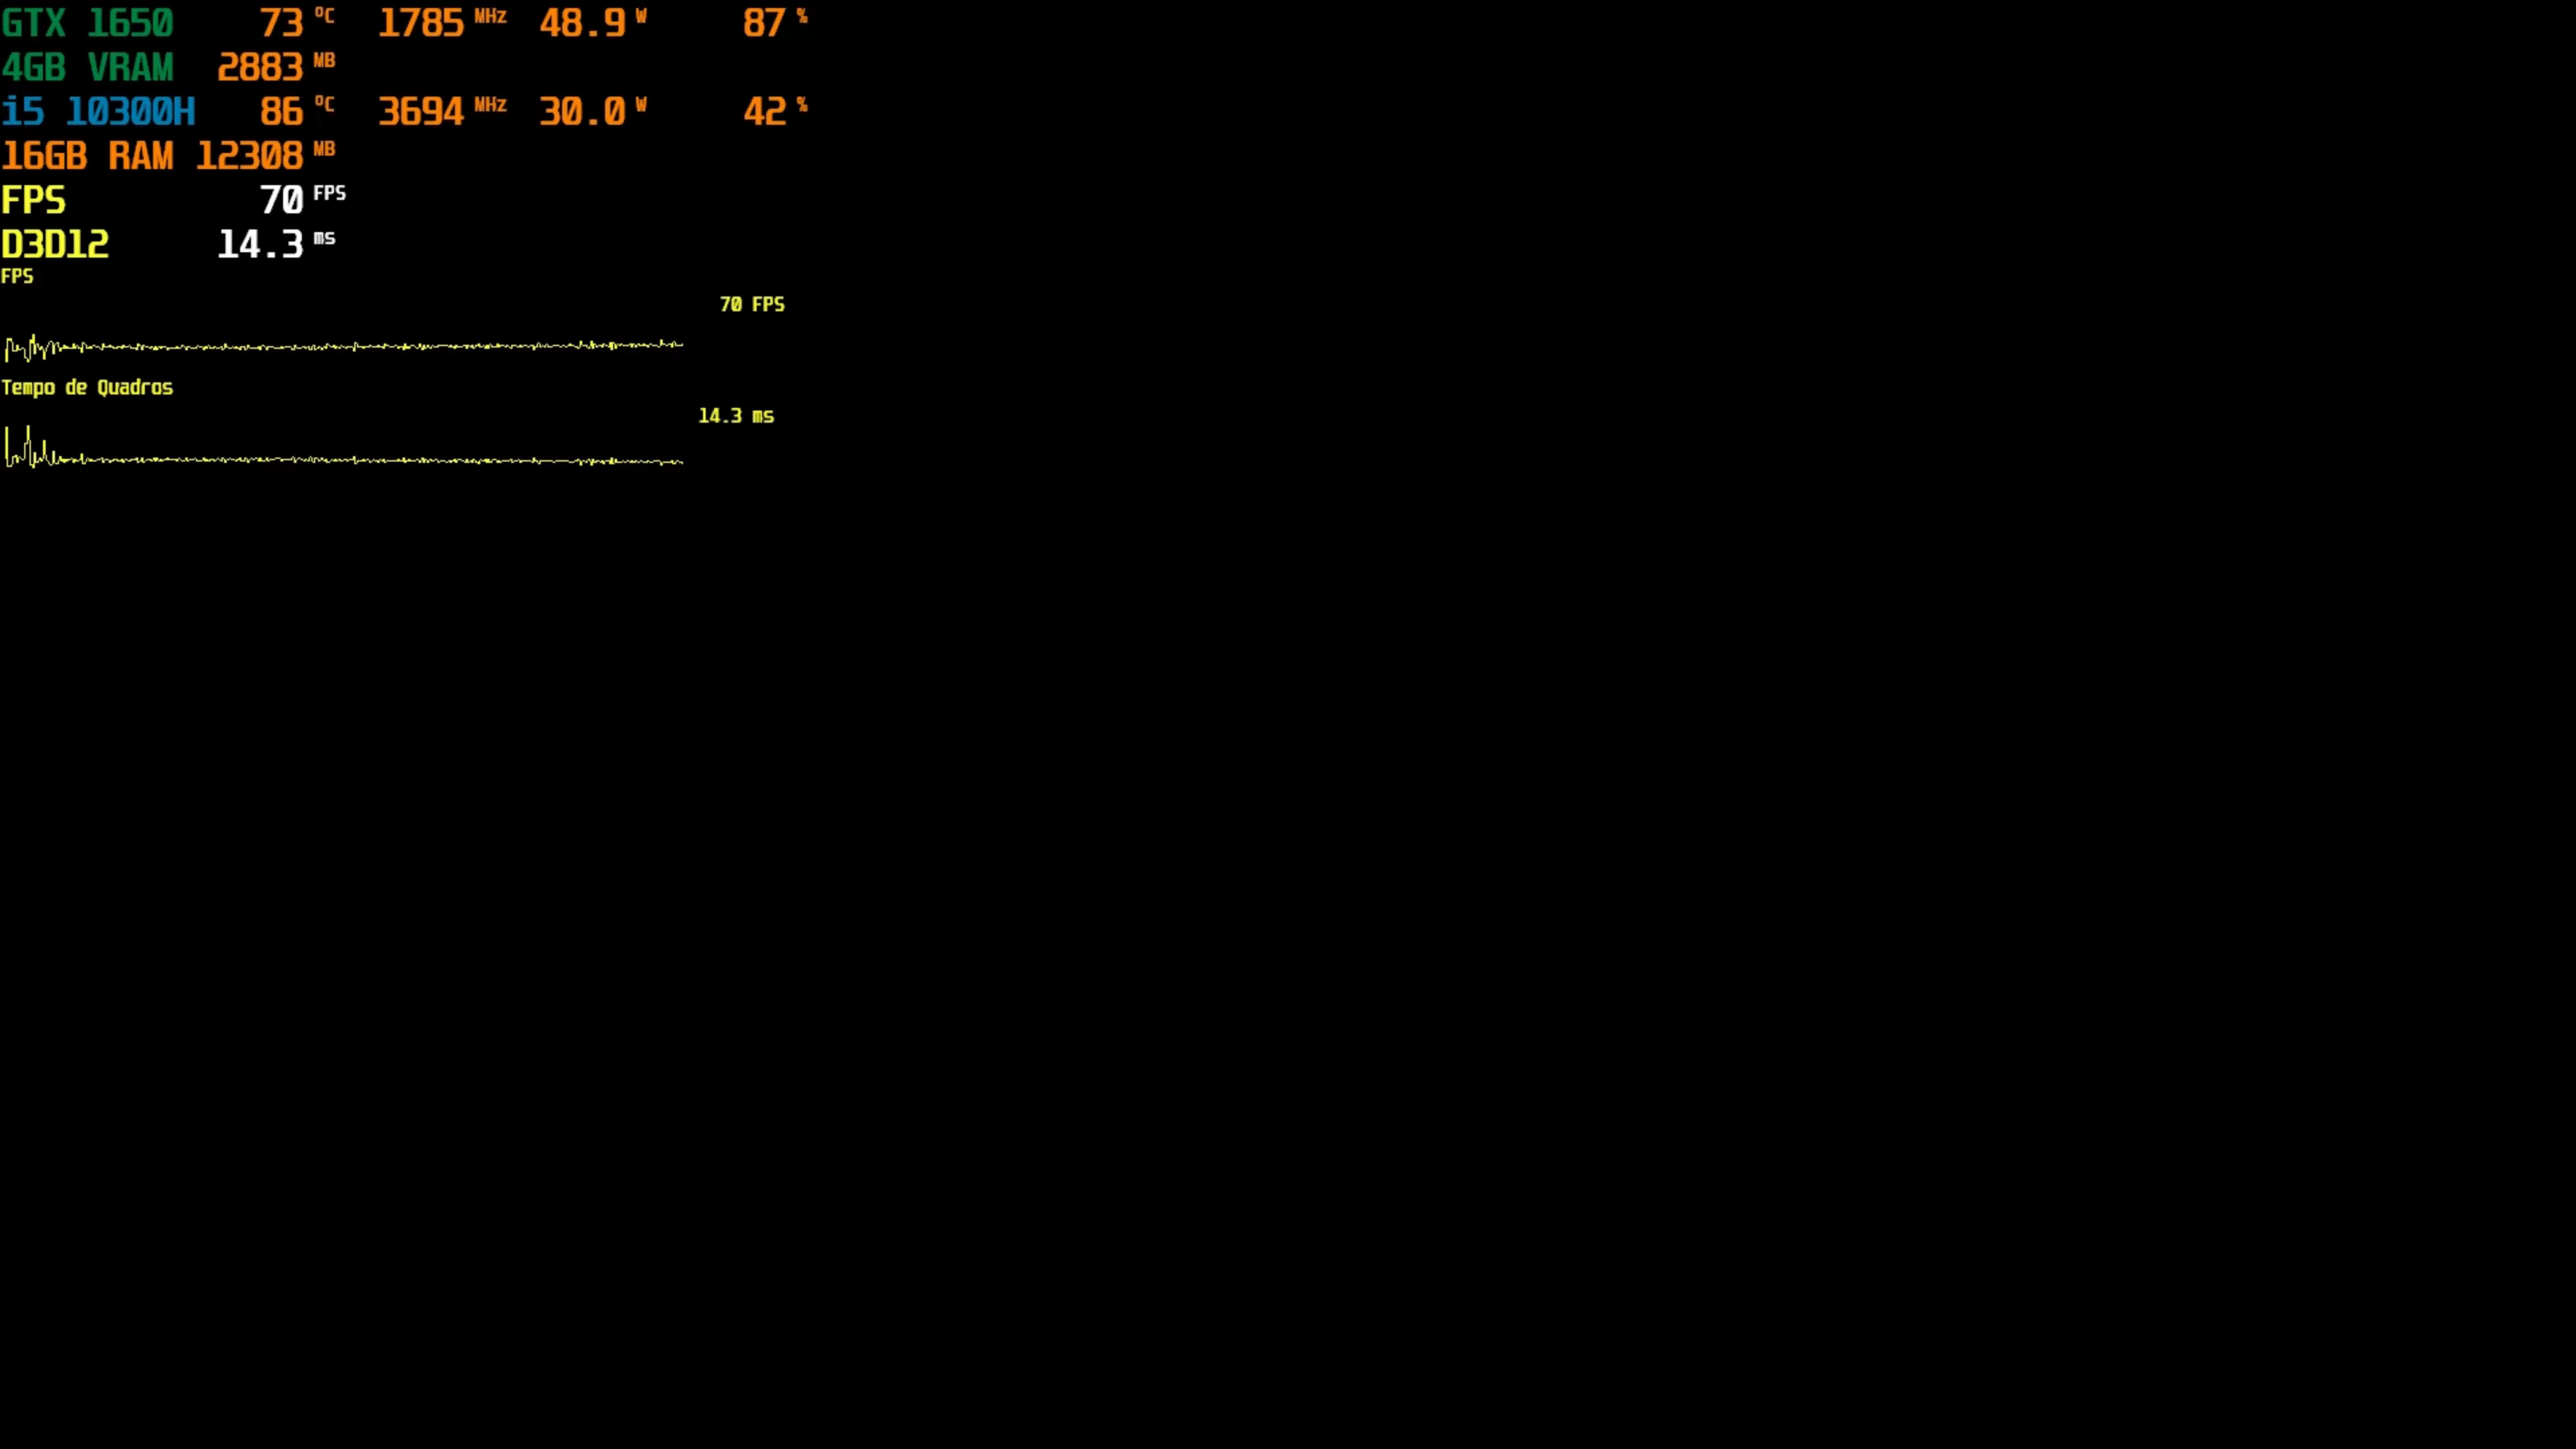 GTX 1650 73 ºC 1785 MHz 48.9 W 87 %
4GB VRAM 2883 MB
i5 10300H 86 ºC 3694 MHz 30.0 W 42 %
16GB RAM 12308 MB
FPS 70 FPS
D3D12 14.3 ms
FPS
70 FPS
Tempo de Quadros
14.3 ms